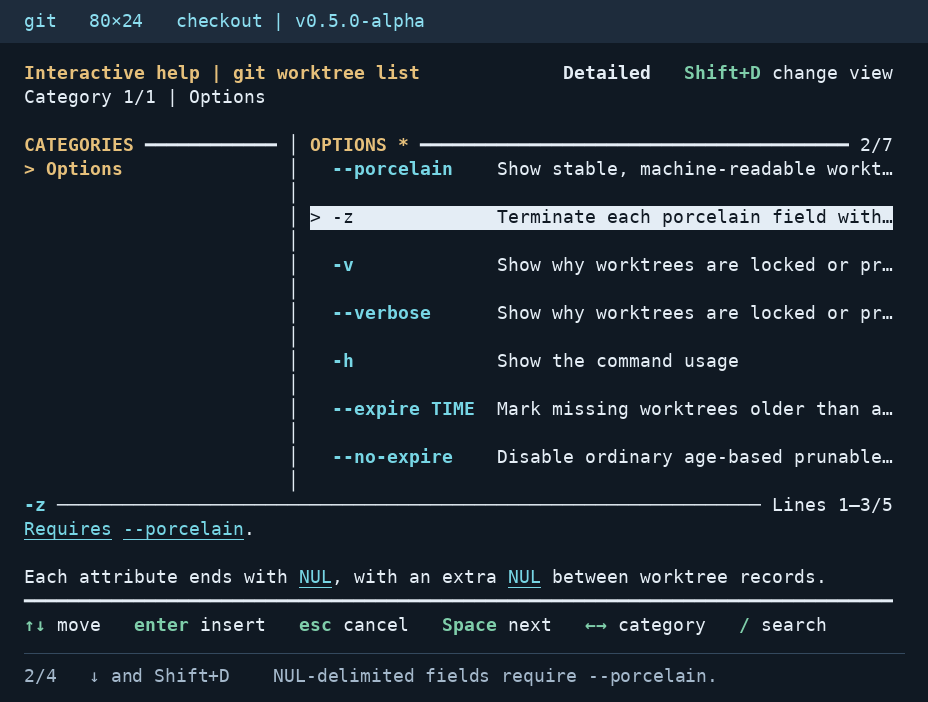 git   80×24   checkout | v0.5.0-alpha
Interactive help | git worktree list   Detailed   Shift+D change view
Category 1/1 | Options
CATEGORIES   OPTIONS *   2/7
> Options   --porcelain   Show stable, machine-readable workt…
> -z   Terminate each porcelain field with…
-v   Show why worktrees are locked or pr…
--verbose   Show why worktrees are locked or pr…
-h   Show the command usage
--expire TIME   Mark missing worktrees older than a…
--no-expire   Disable ordinary age-based prunable…
-z   Lines 1–3/5
Requires --porcelain.
Each attribute ends with NUL, with an extra NUL between worktree records.
↑↓ move   enter insert   esc cancel   Space next   ←→ category   / search
2/4   ↓ and Shift+D   NUL-delimited fields require --porcelain.